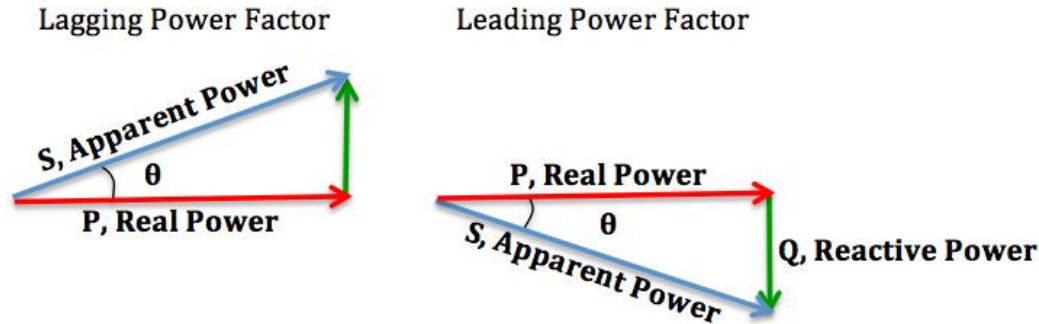 Lagging Power Factor
S, Apparent Power
θ
P, Real Power
Leading Power Factor
P, Real Power
θ
S, Apparent Power
Q, Reactive Power